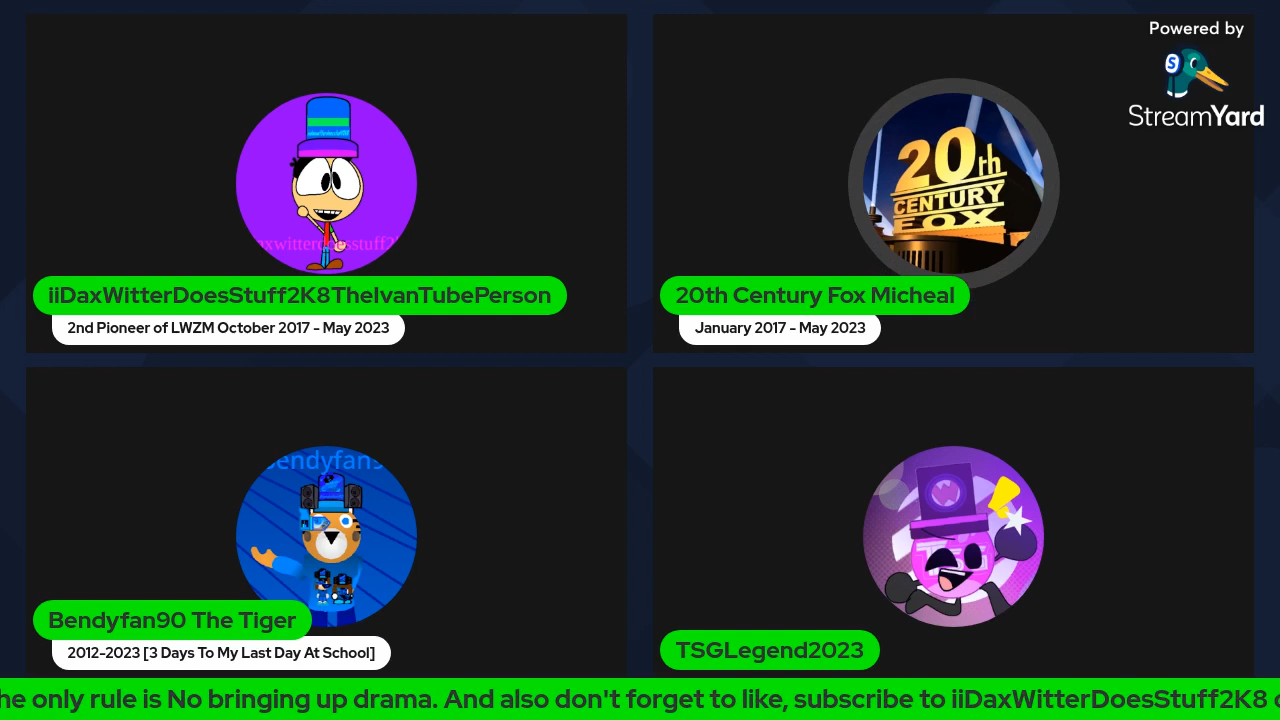 Powered by
StreamYard
20th
CENTURY
FOX
iiDaxWitterDoesStuff2K8TheIvanTubePerson
2nd Pioneer of LWZM October 2017 - May 2023
20th Century Fox Micheal
January 2017 - May 2023
Bendyfan90 The Tiger
2012-2023 [3 Days To My Last Day At School]
TSG
TSGLegend2023
he only rule is No bringing up drama. And also don't forget to like, subscribe to iiDaxWitterDoesStuff2K8